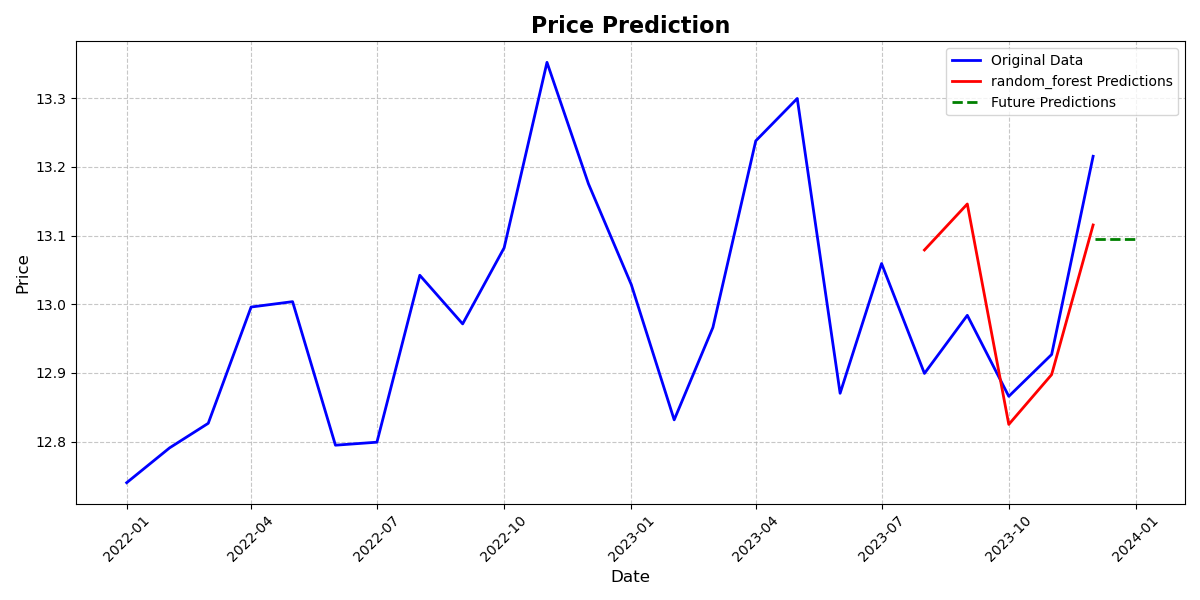 Price Prediction
Original Data
random_forest Predictions
Future Predictions
Price
13.3
13.2
13.1
13.0
12.9
12.8
2022-01
2022-04
2022-07
2022-10
2023-01
2023-04
2023-07
2023-10
2024-01
Date